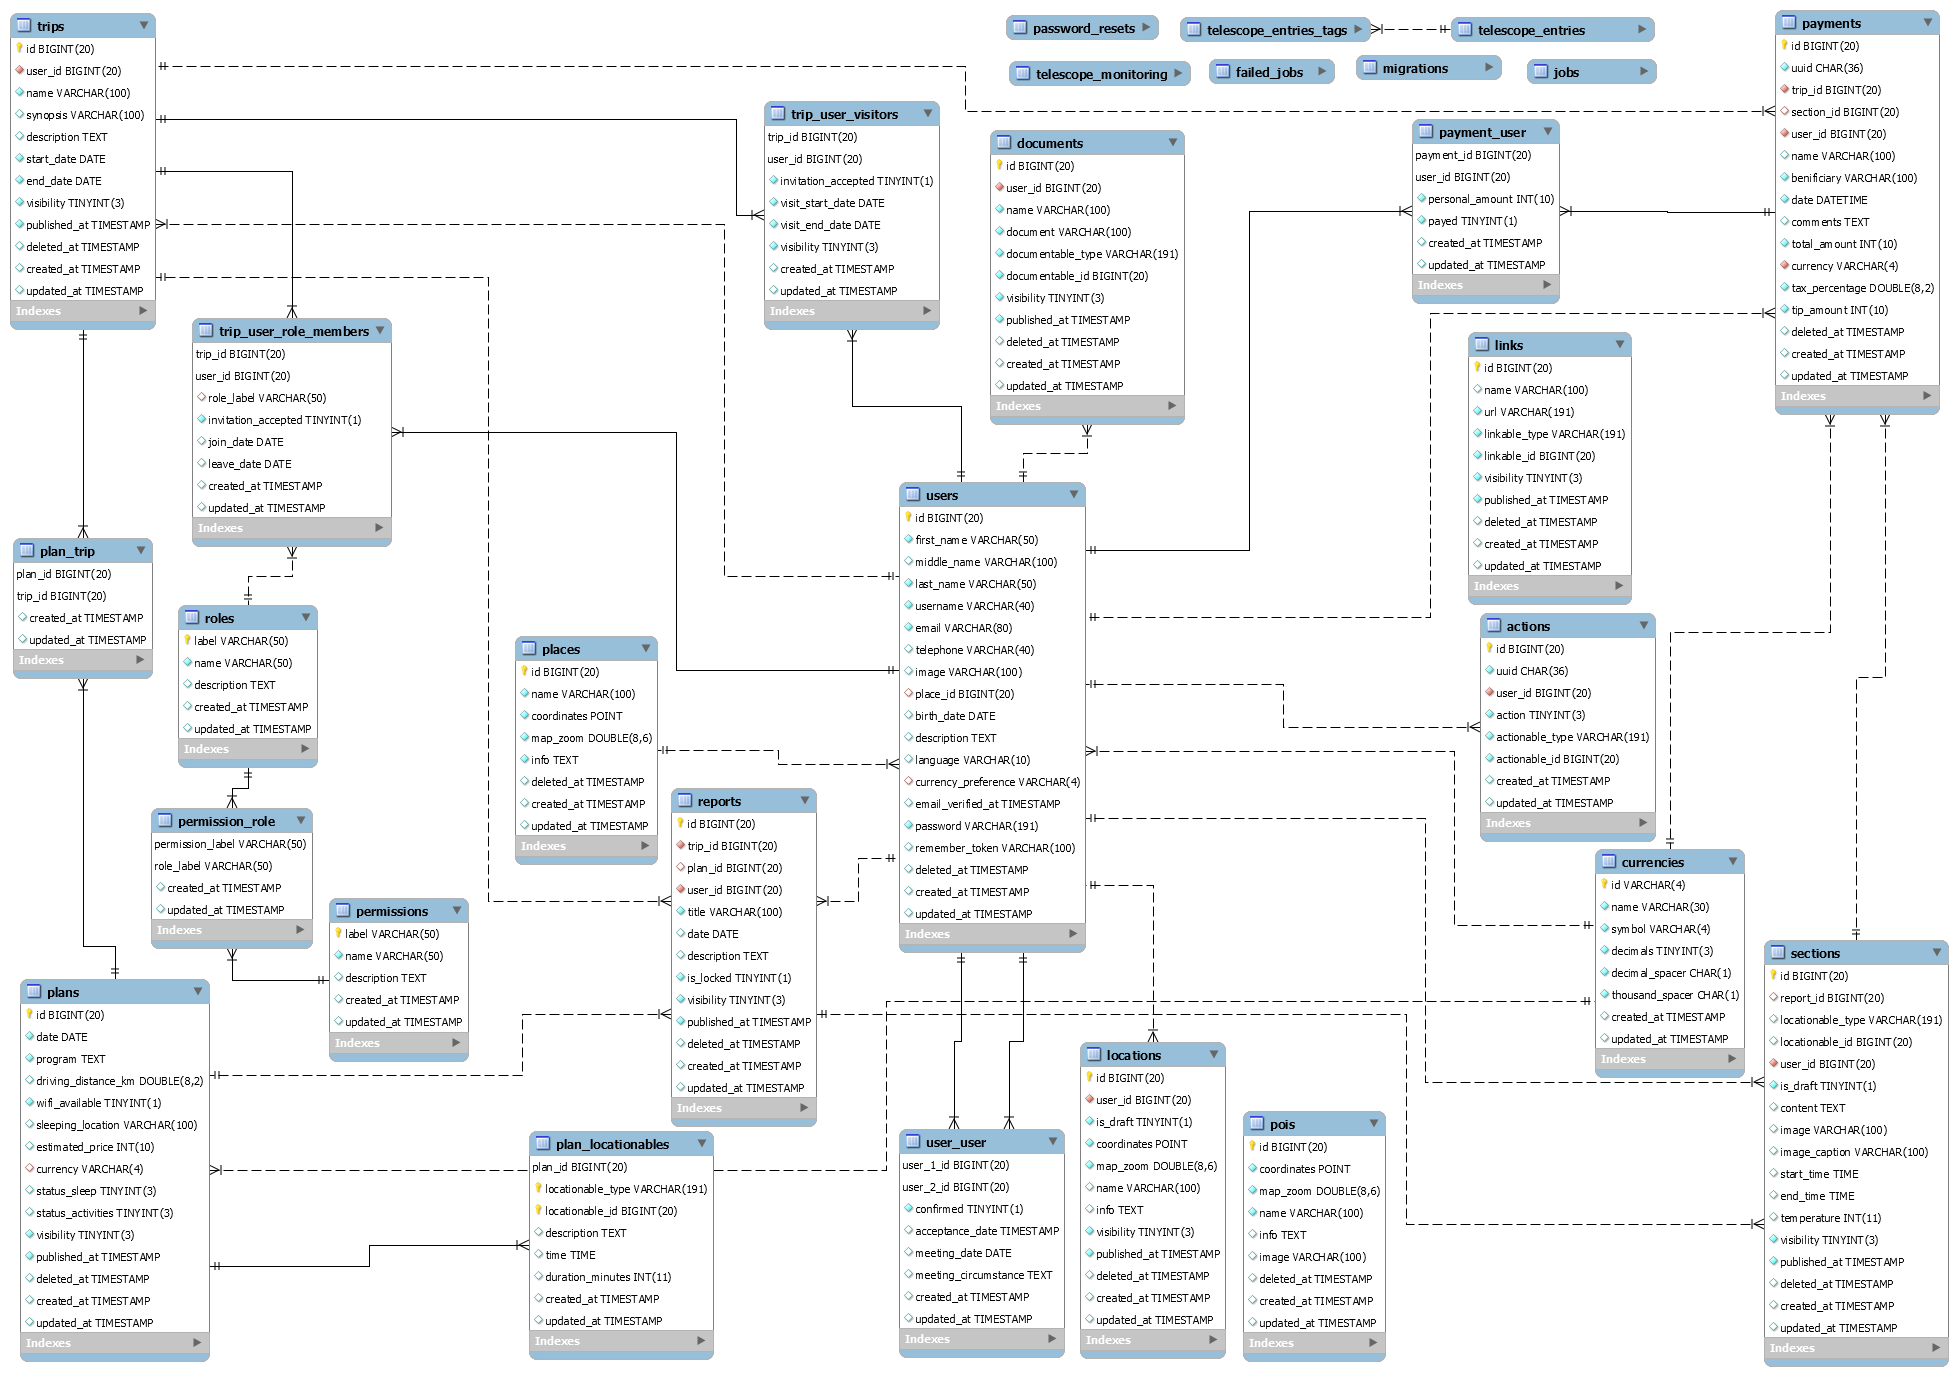 trips
id BIGINT(20)
user_id BIGINT(20)
name VARCHAR(100)
synopsis VARCHAR(100)
description TEXT
start_date DATE
end_date DATE
visibility TINYINT(3)
published_at TIMESTAMP
deleted_at TIMESTAMP
created_at TIMESTAMP
updated_at TIMESTAMP
Indexes
password_resets
telescope_entries_tags
telescope_entries
telescope_monitoring
failed_jobs
migrations
jobs
payments
id BIGINT(20)
uuid CHAR(36)
trip_id BIGINT(20)
section_id BIGINT(20)
user_id BIGINT(20)
name VARCHAR(100)
benificiary VARCHAR(100)
date DATETIME
comments TEXT
total_amount INT(10)
currency VARCHAR(4)
tax_percentage DOUBLE(8,2)
tip_amount INT(10)
deleted_at TIMESTAMP
created_at TIMESTAMP
updated_at TIMESTAMP
Indexes
trip_user_visitors
trip_id BIGINT(20)
user_id BIGINT(20)
invitation_accepted TINYINT(1)
visit_start_date DATE
visit_end_date DATE
visibility TINYINT(3)
created_at TIMESTAMP
updated_at TIMESTAMP
Indexes
documents
id BIGINT(20)
user_id BIGINT(20)
name VARCHAR(100)
document VARCHAR(100)
documentable_type VARCHAR(191)
documentable_id BIGINT(20)
visibility TINYINT(3)
published_at TIMESTAMP
deleted_at TIMESTAMP
created_at TIMESTAMP
updated_at TIMESTAMP
Indexes
payment_user
payment_id BIGINT(20)
user_id BIGINT(20)
personal_amount INT(10)
payed TINYINT(1)
created_at TIMESTAMP
updated_at TIMESTAMP
Indexes
trip_user_role_members
trip_id BIGINT(20)
user_id BIGINT(20)
role_label VARCHAR(50)
invitation_accepted TINYINT(1)
join_date DATE
leave_date DATE
created_at TIMESTAMP
updated_at TIMESTAMP
Indexes
links
id BIGINT(20)
name VARCHAR(100)
url VARCHAR(191)
linkable_type VARCHAR(191)
linkable_id BIGINT(20)
visibility TINYINT(3)
published_at TIMESTAMP
deleted_at TIMESTAMP
created_at TIMESTAMP
updated_at TIMESTAMP
Indexes
users
id BIGINT(20)
first_name VARCHAR(50)
middle_name VARCHAR(100)
last_name VARCHAR(50)
username VARCHAR(40)
email VARCHAR(80)
telephone VARCHAR(40)
image VARCHAR(100)
place_id BIGINT(20)
birth_date DATE
description TEXT
language VARCHAR(10)
currency_preference VARCHAR(4)
email_verified_at TIMESTAMP
password VARCHAR(191)
remember_token VARCHAR(100)
deleted_at TIMESTAMP
created_at TIMESTAMP
updated_at TIMESTAMP
Indexes
plan_trip
plan_id BIGINT(20)
trip_id BIGINT(20)
created_at TIMESTAMP
updated_at TIMESTAMP
Indexes
roles
label VARCHAR(50)
name VARCHAR(50)
description TEXT
created_at TIMESTAMP
updated_at TIMESTAMP
Indexes
places
id BIGINT(20)
name VARCHAR(100)
coordinates POINT
map_zoom DOUBLE(8,6)
info TEXT
deleted_at TIMESTAMP
created_at TIMESTAMP
updated_at TIMESTAMP
Indexes
actions
id BIGINT(20)
uuid CHAR(36)
user_id BIGINT(20)
action TINYINT(3)
actionable_type VARCHAR(191)
actionable_id BIGINT(20)
created_at TIMESTAMP
updated_at TIMESTAMP
Indexes
reports
id BIGINT(20)
trip_id BIGINT(20)
plan_id BIGINT(20)
user_id BIGINT(20)
title VARCHAR(100)
date DATE
description TEXT
is_locked TINYINT(1)
visibility TINYINT(3)
published_at TIMESTAMP
deleted_at TIMESTAMP
created_at TIMESTAMP
updated_at TIMESTAMP
Indexes
permission_role
permission_label VARCHAR(50)
role_label VARCHAR(50)
created_at TIMESTAMP
updated_at TIMESTAMP
Indexes
permissions
label VARCHAR(50)
name VARCHAR(50)
description TEXT
created_at TIMESTAMP
updated_at TIMESTAMP
Indexes
currencies
id VARCHAR(4)
name VARCHAR(30)
symbol VARCHAR(4)
decimals TINYINT(3)
decimal_spacer CHAR(1)
thousand_spacer CHAR(1)
created_at TIMESTAMP
updated_at TIMESTAMP
Indexes
sections
id BIGINT(20)
report_id BIGINT(20)
locationable_type VARCHAR(191)
locationable_id BIGINT(20)
user_id BIGINT(20)
is_draft TINYINT(1)
content TEXT
image VARCHAR(100)
image_caption VARCHAR(100)
start_time TIME
end_time TIME
temperature INT(11)
visibility TINYINT(3)
published_at TIMESTAMP
deleted_at TIMESTAMP
created_at TIMESTAMP
updated_at TIMESTAMP
Indexes
plans
id BIGINT(20)
date DATE
program TEXT
driving_distance_km DOUBLE(8,2)
wifi_available TINYINT(1)
sleeping_location VARCHAR(100)
estimated_price INT(10)
currency VARCHAR(4)
status_sleep TINYINT(3)
status_activities TINYINT(3)
visibility TINYINT(3)
published_at TIMESTAMP
deleted_at TIMESTAMP
created_at TIMESTAMP
updated_at TIMESTAMP
Indexes
plan_locationables
plan_id BIGINT(20)
locationable_type VARCHAR(191)
locationable_id BIGINT(20)
description TEXT
time TIME
duration_minutes INT(11)
created_at TIMESTAMP
updated_at TIMESTAMP
Indexes
user_user
user_1_id BIGINT(20)
user_2_id BIGINT(20)
confirmed TINYINT(1)
acceptance_date TIMESTAMP
meeting_date DATE
meeting_circumstance TEXT
created_at TIMESTAMP
updated_at TIMESTAMP
Indexes
locations
id BIGINT(20)
user_id BIGINT(20)
is_draft TINYINT(1)
coordinates POINT
map_zoom DOUBLE(8,6)
name VARCHAR(100)
info TEXT
visibility TINYINT(3)
published_at TIMESTAMP
deleted_at TIMESTAMP
created_at TIMESTAMP
updated_at TIMESTAMP
Indexes
pois
id BIGINT(20)
coordinates POINT
map_zoom DOUBLE(8,6)
name VARCHAR(100)
info TEXT
image VARCHAR(100)
deleted_at TIMESTAMP
created_at TIMESTAMP
updated_at TIMESTAMP
Indexes